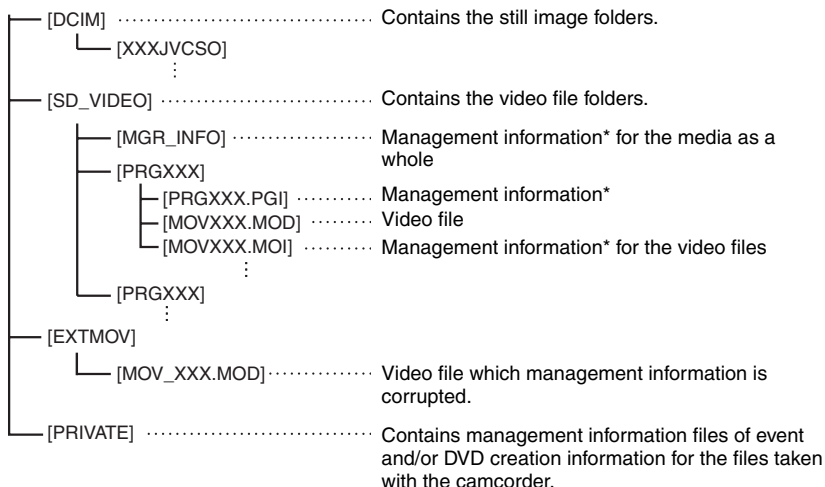 [DCIM] Contains the still image folders.
[XXXJVCSO]
[SD_VIDEO] Contains the video file folders.
[MGR_INFO] Management information* for the media as a
whole
[PRGXXX]
[PRGXXX.PGI] Management information*
[MOVXXX.MOD] Video file
[MOVXXX.MOI] Management information* for the video files
[PRGXXX]
[EXTMOV]
[MOV_XXX.MOD] Video file which management information is
corrupted.
[PRIVATE] Contains management information files of event
and/or DVD creation information for the files taken
with the camcorder.